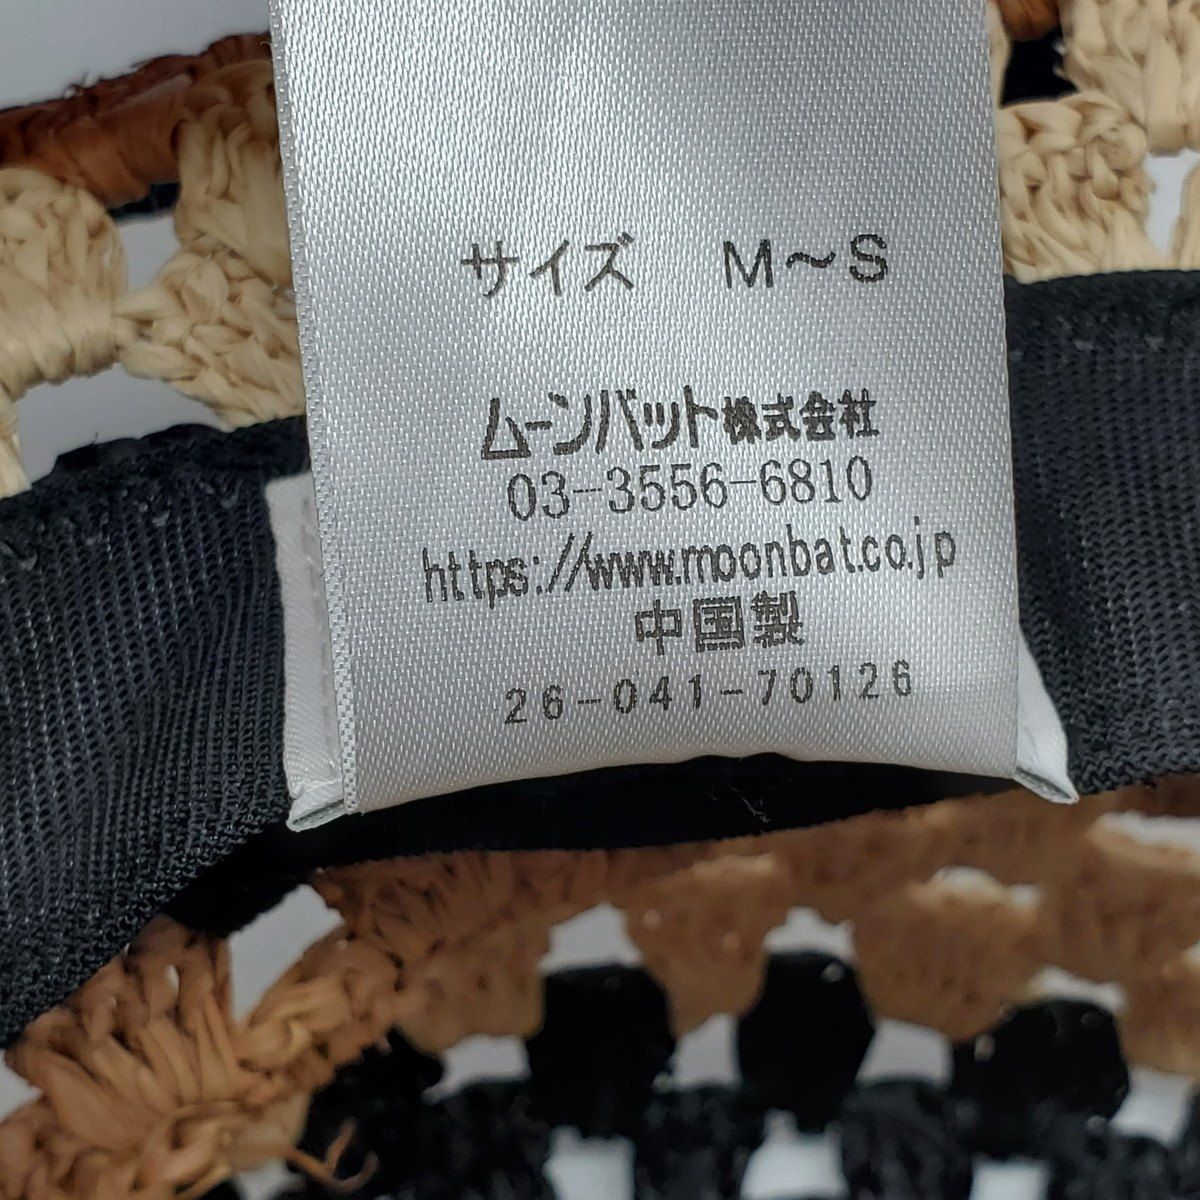 サイズ　M～S
ムーンバット株式会社
03-3556-6810
https://www.moonbat.co.jp
中国製
26-041-70126